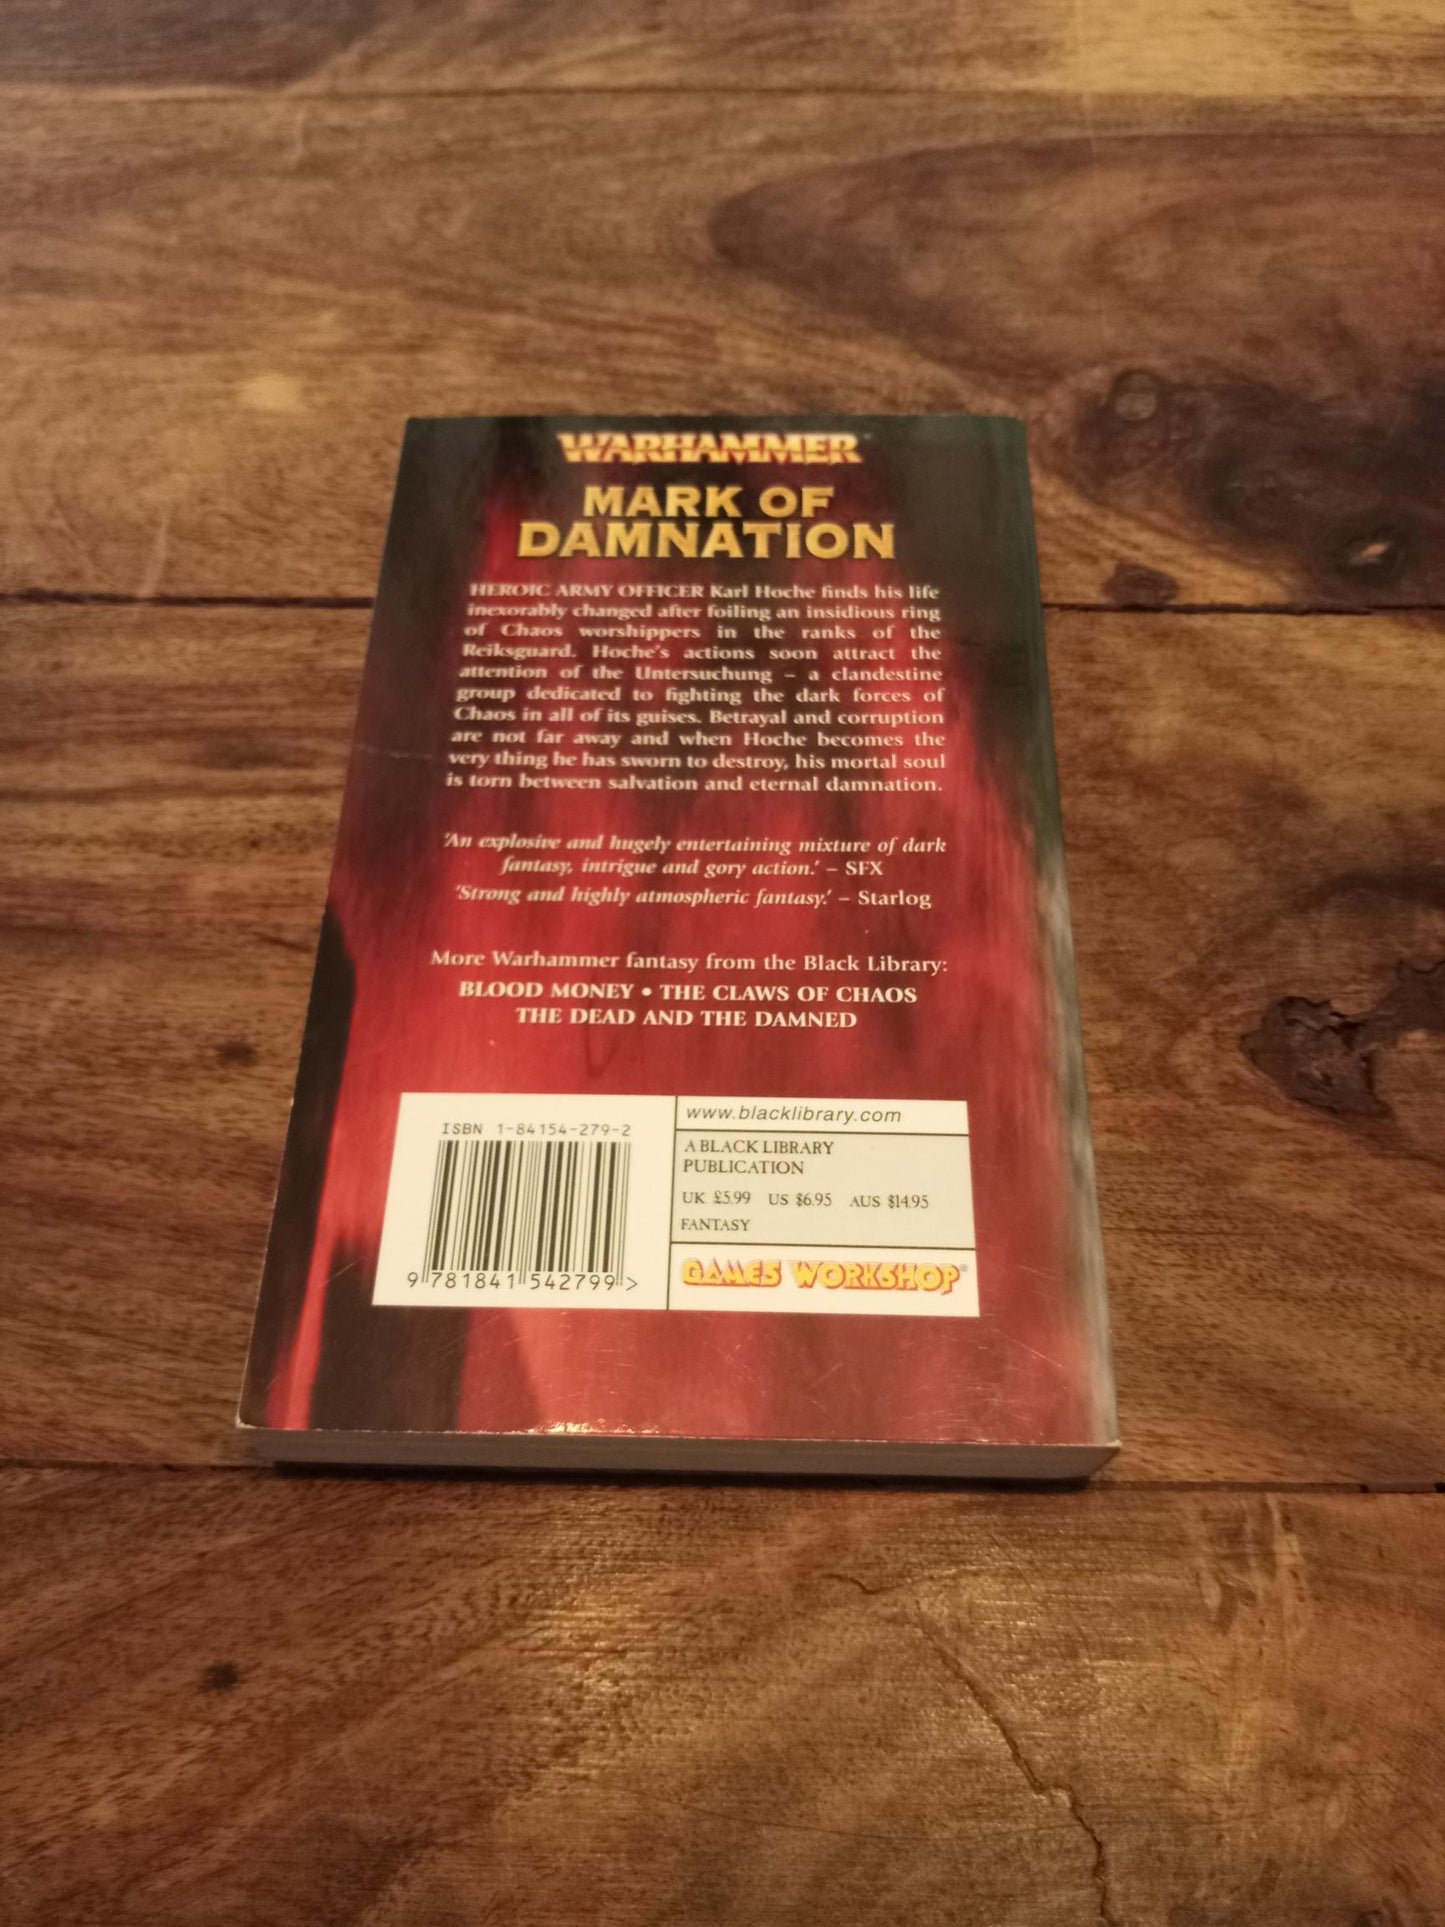 WARHAMMER
MARK OF
DAMNATION
HEROIC ARMY OFFICER Karl Hoche finds his life
inexorably changed after foiling an insidious ring
of Chaos worshippers in the ranks of the
Reiksguard. Hoche's actions soon attract the
attention of the Untersuchung – a clandestine
group dedicated to fighting the dark forces of
Chaos in all of its guises. Betrayal and corruption
are not far away and when Hoche becomes the
very thing he has sworn to destroy, his mortal soul
is torn between salvation and eternal damnation.
'An explosive and hugely entertaining mixture of dark
fantasy, intrigue and gory action.' – SFX
'Strong and highly atmospheric fantasy.' – Starlog
More Warhammer fantasy from the Black Library:
BLOOD MONEY • THE CLAWS OF CHAOS
THE DEAD AND THE DAMNED
ISBN 1-84154-279-2
9 781841 542799 >
www.blacklibrary.com
A BLACK LIBRARY
PUBLICATION
UK £5.99 US $6.95 AUS $14.95
FANTASY
GAMES WORKSHOP®